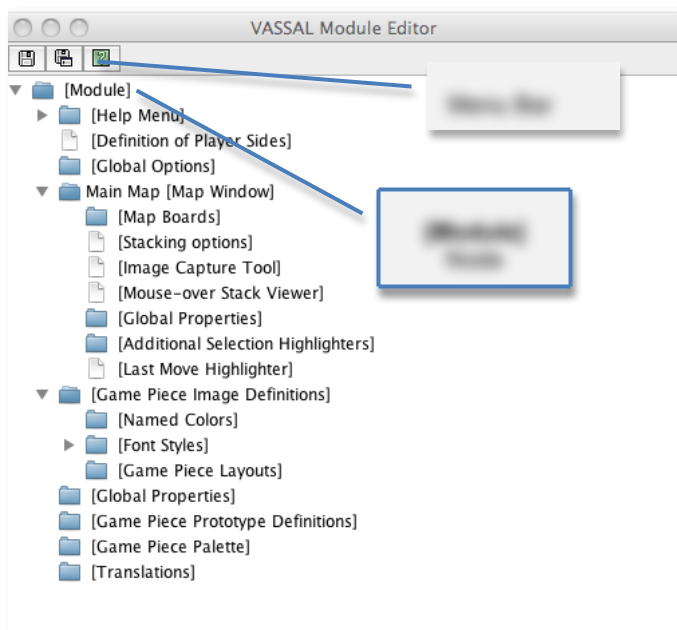 VASSAL Module Editor
[Module]
[Help Menu]
[Definition of Player Sides]
[Global Options]
Main Map [Map Window]
[Map Boards]
[Stacking options]
[Image Capture Tool]
[Mouse-over Stack Viewer]
[Global Properties]
[Additional Selection Highlighters]
[Last Move Highlighter]
[Game Piece Image Definitions]
[Named Colors]
[Font Styles]
[Game Piece Layouts]
[Global Properties]
[Game Piece Prototype Definitions]
[Game Piece Palette]
[Translations]